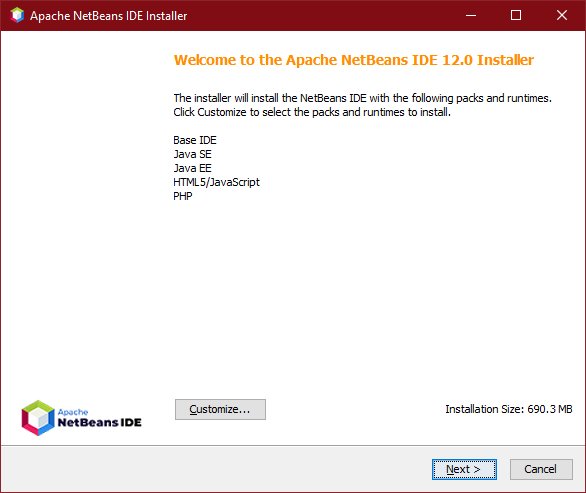 Apache NetBeans IDE Installer
Welcome to the Apache NetBeans IDE 12.0 Installer
The installer will install the NetBeans IDE with the following packs and runtimes.
Click Customize to select the packs and runtimes to install.
Base IDE
Java SE
Java EE
HTML5/JavaScript
PHP
Apache
NetBeans IDE
Customize...
Installation Size: 690.3 MB
Next >
Cancel